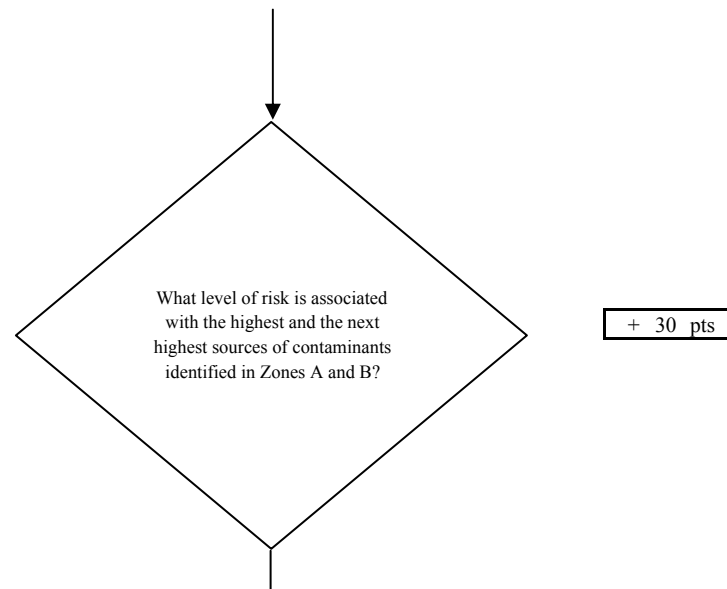 What level of risk is associated
with the highest and the next
highest sources of contaminants
identified in Zones A and B?
+ 30 pts